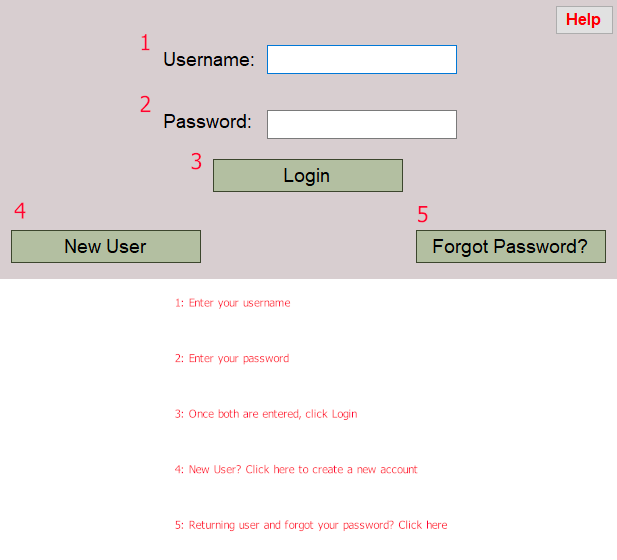 Help
1
Username:
2
Password:
3
Login
4
5
New User
Forgot Password?
1: Enter your username
2: Enter your password
3: Once both are entered, click Login
4: New User? Click here to create a new account
5: Returning user and forgot your password? Click here